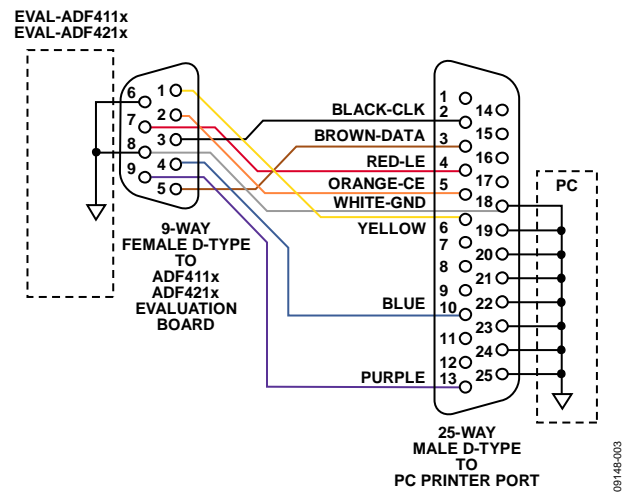 EVAL-ADF411x
EVAL-ADF421x
6
1
7
2
8
3
9
4
5
9-WAY
FEMALE D-TYPE
TO
ADF411x
ADF421x
EVALUATION
BOARD
BLACK-CLK
BROWN-DATA
RED-LE
ORANGE-CE
WHITE-GND
YELLOW
BLUE
PURPLE
1
2
3
4
5
6
7
8
9
10
11
12
13
14
15
16
17
18
19
20
21
22
23
24
25
PC
25-WAY
MALE D-TYPE
TO
PC PRINTER PORT
09148-003